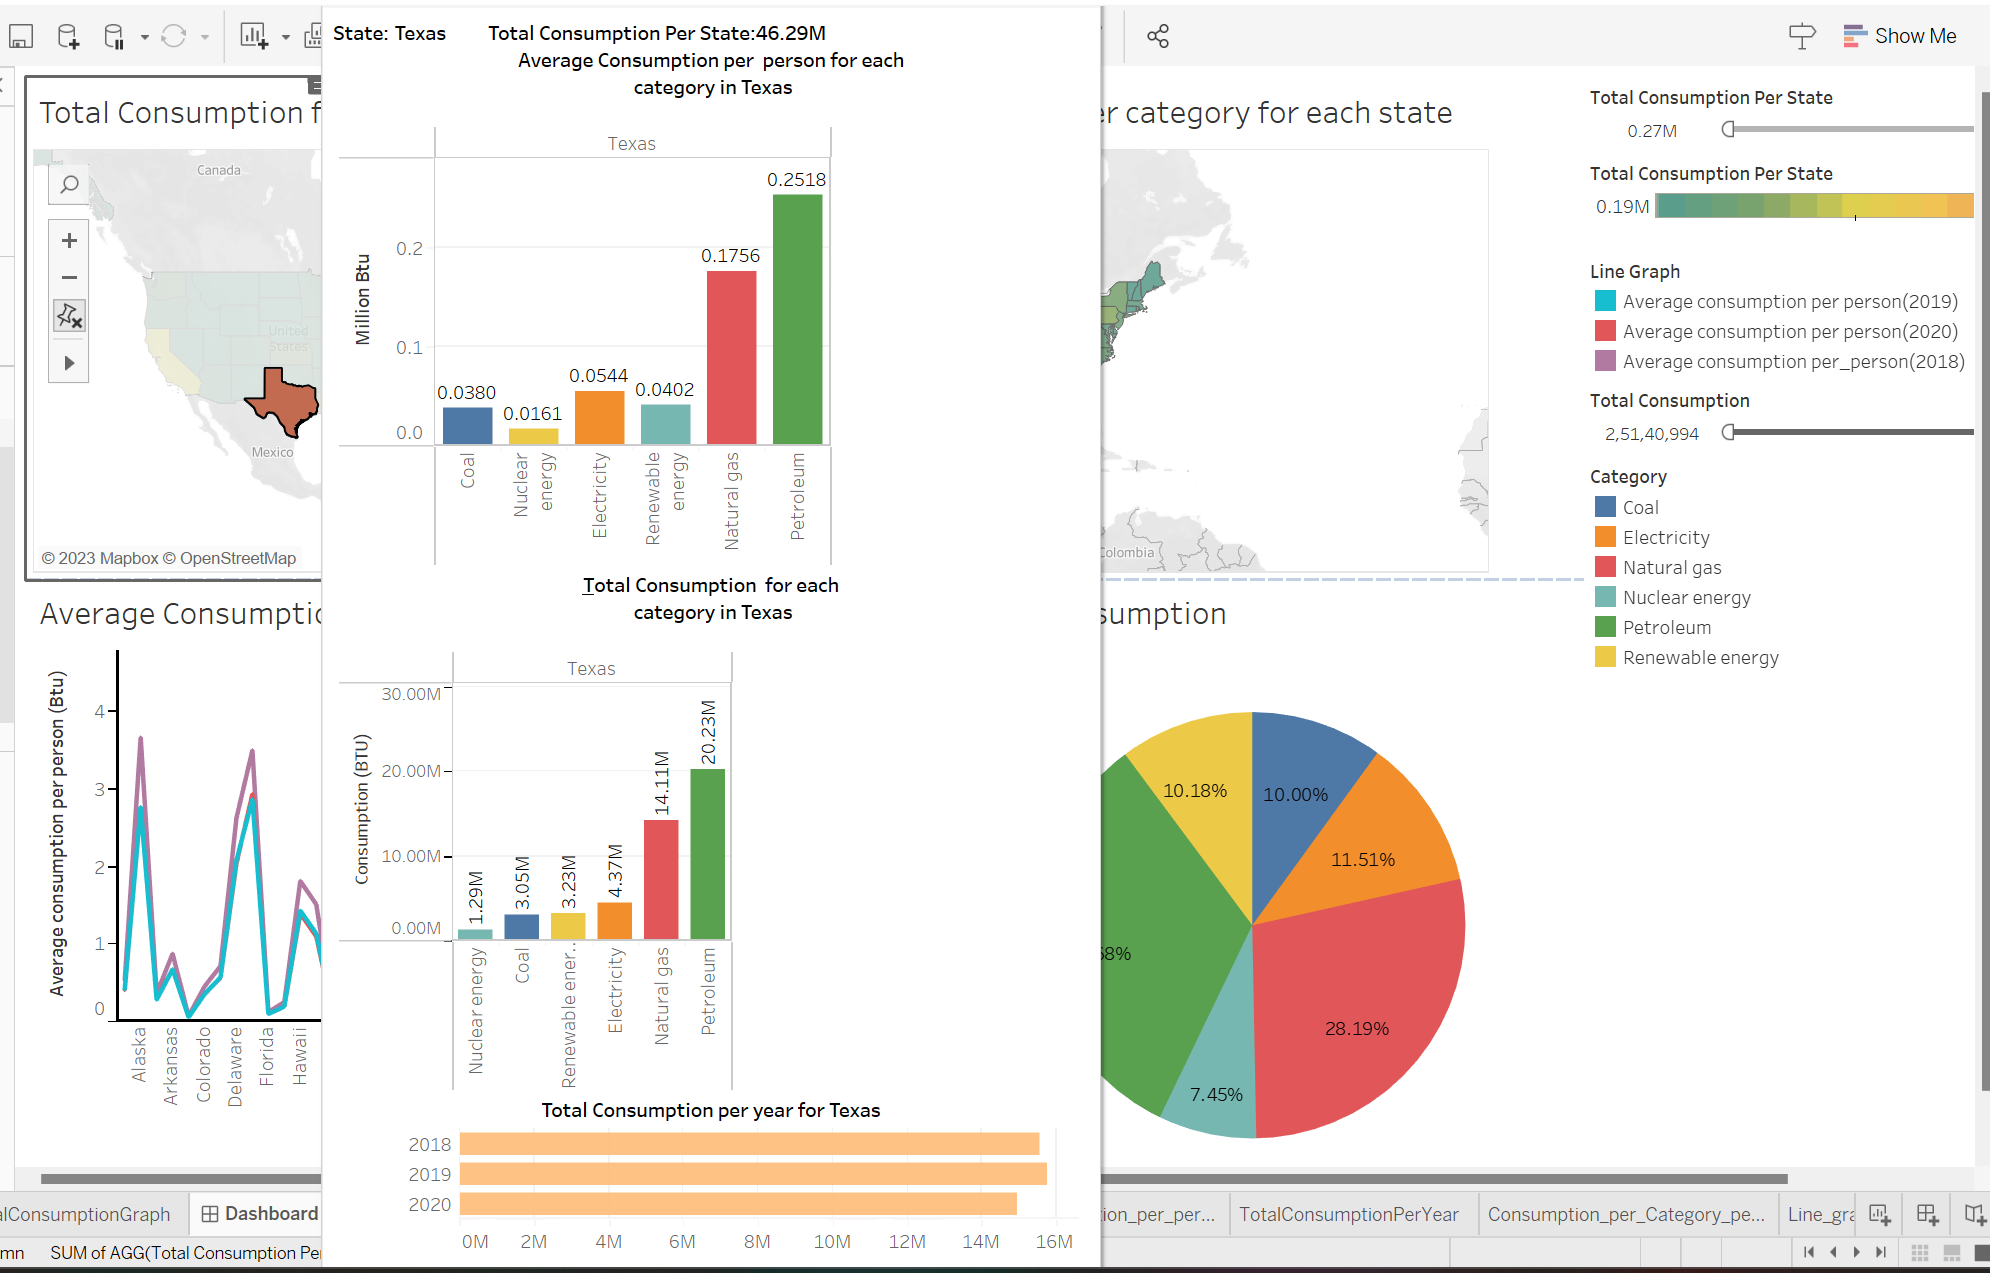 State: Texas
Total Consumption Per State:46.29M
Average Consumption per person for each
category in Texas
Texas
Million Btu
0.2
0.1
0.0
0.0380
0.0161
0.0544
0.0402
0.1756
0.2518
Coal
Nuclear
energy
Electricity
Renewable
energy
Natural gas
Petroleum
Total Consumption for each
category in Texas
Texas
Consumption (BTU)
30.00M
20.00M
10.00M
0.00M
1.29M
3.05M
3.23M
4.37M
14.11M
20.23M
Nuclear energy
Coal
Renewable ener..
Electricity
Natural gas
Petroleum
Total Consumption per year for Texas
2018
2019
2020
0M
2M
4M
6M
8M
10M
12M
14M
16M
Show Me
Total Consumption f
Canada
United
States
Mexico
© 2023 Mapbox © OpenStreetMap
er category for each state
Colombia
Average Consumptio
Average consumption per person (Btu)
4
3
2
1
0
Alaska
Arkansas
Colorado
Delaware
Florida
Hawaii
sumption
10.18%
10.00%
11.51%
28.19%
7.45%
58%
Total Consumption Per State
0.27M
Total Consumption Per State
0.19M
Line Graph
Average consumption per person(2019)
Average consumption per person(2020)
Average consumption per_person(2018)
Total Consumption
2,51,40,994
Category
Coal
Electricity
Natural gas
Nuclear energy
Petroleum
Renewable energy
alConsumptionGraph
Dashboard
ion_per_per...
TotalConsumptionPerYear
Consumption_per_Category_pe...
Line_gra
mn
SUM of AGG(Total Consumption Per